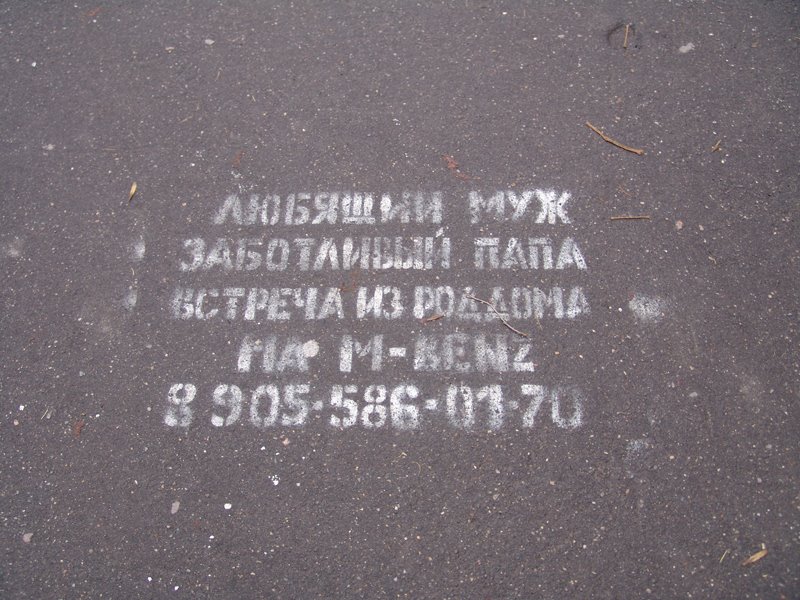 ЛЮБЯЩИЙ МУЖ
ЗАБОТЛИВЫЙ ПАПА
ВСТРЕЧА ИЗ РОДДОМА
НА М-BENZ
8 905-586-01-70